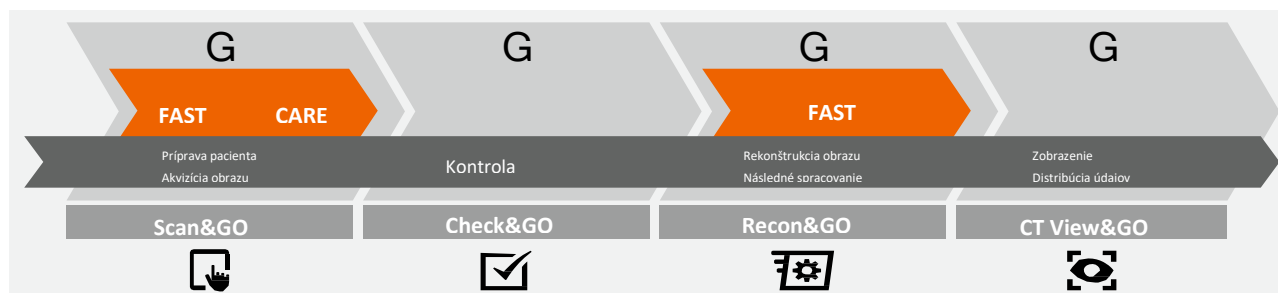 G G G G
FAST CARE FAST
Príprava pacienta
Akvizícia obrazu
Kontrola
Rekonštrukcia obrazu
Následné spracovanie
Zobrazenie
Distribúcia údajov
Scan&GO Check&GO Recon&GO CT View&GO